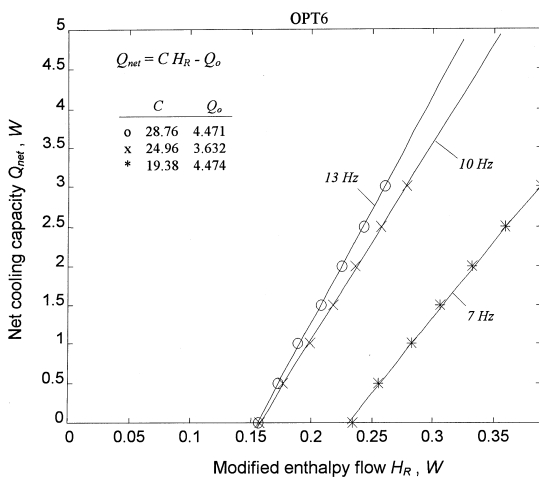 OPT6
Q_net = C H_R - Q_o
C Q_o
o 28.76 4.471
x 24.96 3.632
* 19.38 4.474
13 Hz
10 Hz
7 Hz
5
4.5
4
3.5
3
2.5
2
1.5
1
0.5
0
0 0.05 0.1 0.15 0.2 0.25 0.3 0.35
Net cooling capacity Q_net , W
Modified enthalpy flow H_R , W